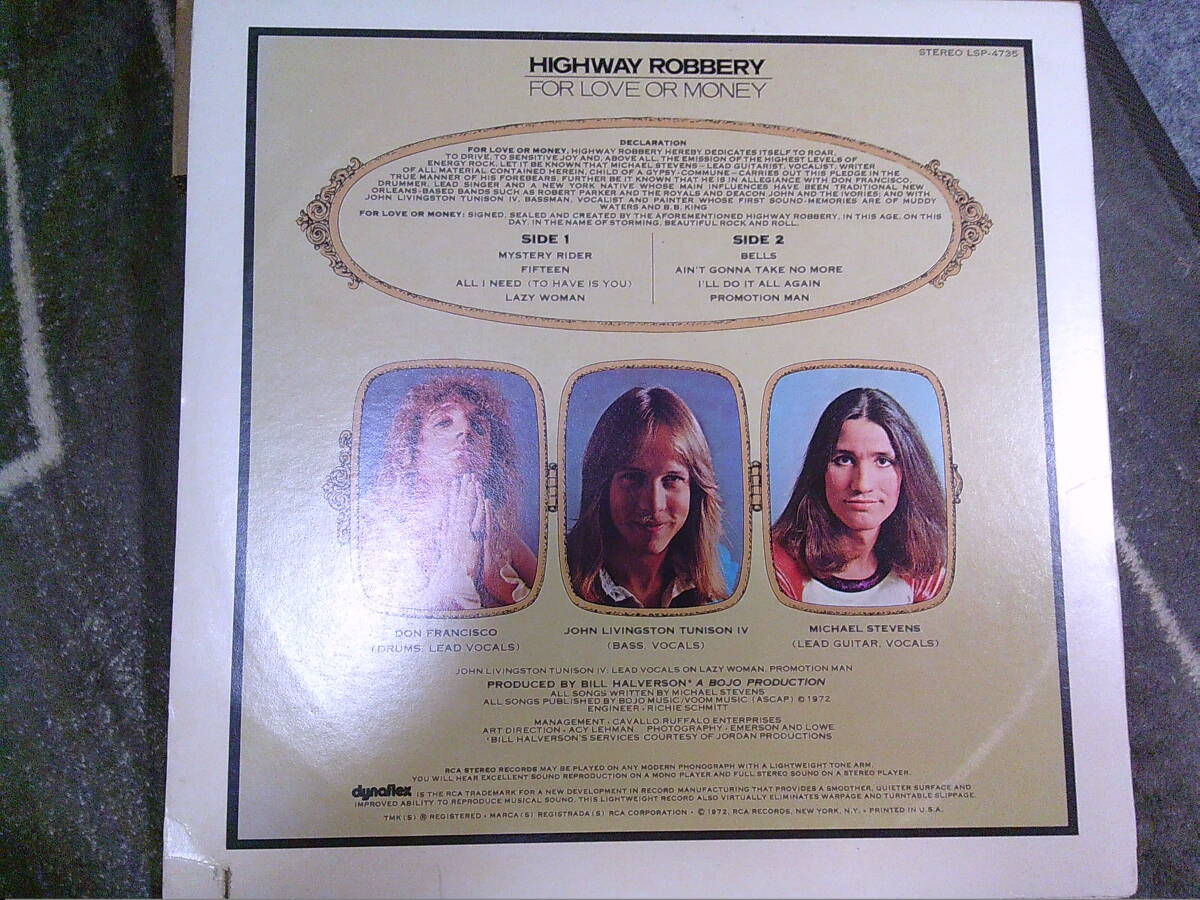 STEREO LSP-4735
HIGHWAY ROBBERY
FOR LOVE OR MONEY
DECLARATION
FOR LOVE OR MONEY; HIGHWAY ROBBERY HEREBY DEDICATES ITSELF TO ROAR,
TO DRIVE, TO SENSITIVE JOY AND, ABOVE ALL, THE EMISSION OF THE HIGHEST LEVELS OF
ENERGY ROCK. LET IT BE KNOWN THAT MICHAEL STEVENS—LEAD GUITARIST, VOCALIST, WRITER
OF ALL MATERIAL CONTAINED HEREIN, CHILD OF A GYPSY-COMMUNE—CARRIES OUT THIS PLEDGE IN THE
TRUE MANNER OF HIS FOREBEARS. FURTHER BE IT KNOWN THAT HE IS IN ALLEGIANCE WITH DON FRANCISCO,
DRUMMER, LEAD SINGER AND A NEW YORK NATIVE WHOSE MAIN INFLUENCES HAVE BEEN TRADITIONAL NEW
ORLEANS-BASED BANDS SUCH AS ROBERT PARKER AND THE ROYALS AND DEACON JOHN AND THE IVORIES; AND WITH
JOHN LIVINGSTON TUNISON IV, BASSMAN, VOCALIST AND PAINTER, WHOSE FIRST SOUND-MEMORIES ARE OF MUDDY
WATERS AND B.B. KING
FOR LOVE OR MONEY: SIGNED, SEALED AND CREATED BY THE AFOREMENTIONED HIGHWAY ROBBERY, IN THIS AGE, ON THIS
DAY, IN THE NAME OF STORMING, BEAUTIFUL ROCK AND ROLL.
SIDE 1
MYSTERY RIDER
FIFTEEN
ALL I NEED (TO HAVE IS YOU)
LAZY WOMAN
SIDE 2
BELLS
AIN'T GONNA TAKE NO MORE
I'LL DO IT ALL AGAIN
PROMOTION MAN
DON FRANCISCO
(DRUMS, LEAD VOCALS)
JOHN LIVINGSTON TUNISON IV
(BASS, VOCALS)
MICHAEL STEVENS
(LEAD GUITAR, VOCALS)
JOHN LIVINGSTON TUNISON IV, LEAD VOCALS ON LAZY WOMAN, PROMOTION MAN
PRODUCED BY BILL HALVERSON* A BOJO PRODUCTION
ALL SONGS WRITTEN BY MICHAEL STEVENS
ALL SONGS PUBLISHED BY BOJO MUSIC/VOOM MUSIC (ASCAP) © 1972
ENGINEER • RICHIE SCHMITT
MANAGEMENT • CAVALLO RUFFALO ENTERPRISES
ART DIRECTION • ACY LEHMAN PHOTOGRAPHY • EMERSON AND LOWE
*BILL HALVERSON'S SERVICES COURTESY OF JORDAN PRODUCTIONS
RCA STEREO RECORDS MAY BE PLAYED ON ANY MODERN PHONOGRAPH WITH A LIGHTWEIGHT TONE ARM.
YOU WILL HEAR EXCELLENT SOUND REPRODUCTION ON A MONO PLAYER AND FULL STEREO SOUND ON A STEREO PLAYER.
dynaflex IS THE RCA TRADEMARK FOR A NEW DEVELOPMENT IN RECORD MANUFACTURING THAT PROVIDES A SMOOTHER, QUIETER SURFACE AND
IMPROVED ABILITY TO REPRODUCE MUSICAL SOUND. THIS LIGHTWEIGHT RECORD ALSO VIRTUALLY ELIMINATES WARPAGE AND TURNTABLE SLIPPAGE.
TMK(S) ® REGISTERED • MARCA(S) REGISTRADA(S) RCA CORPORATION • © 1972, RCA RECORDS, NEW YORK, N.Y. • PRINTED IN U.S.A.